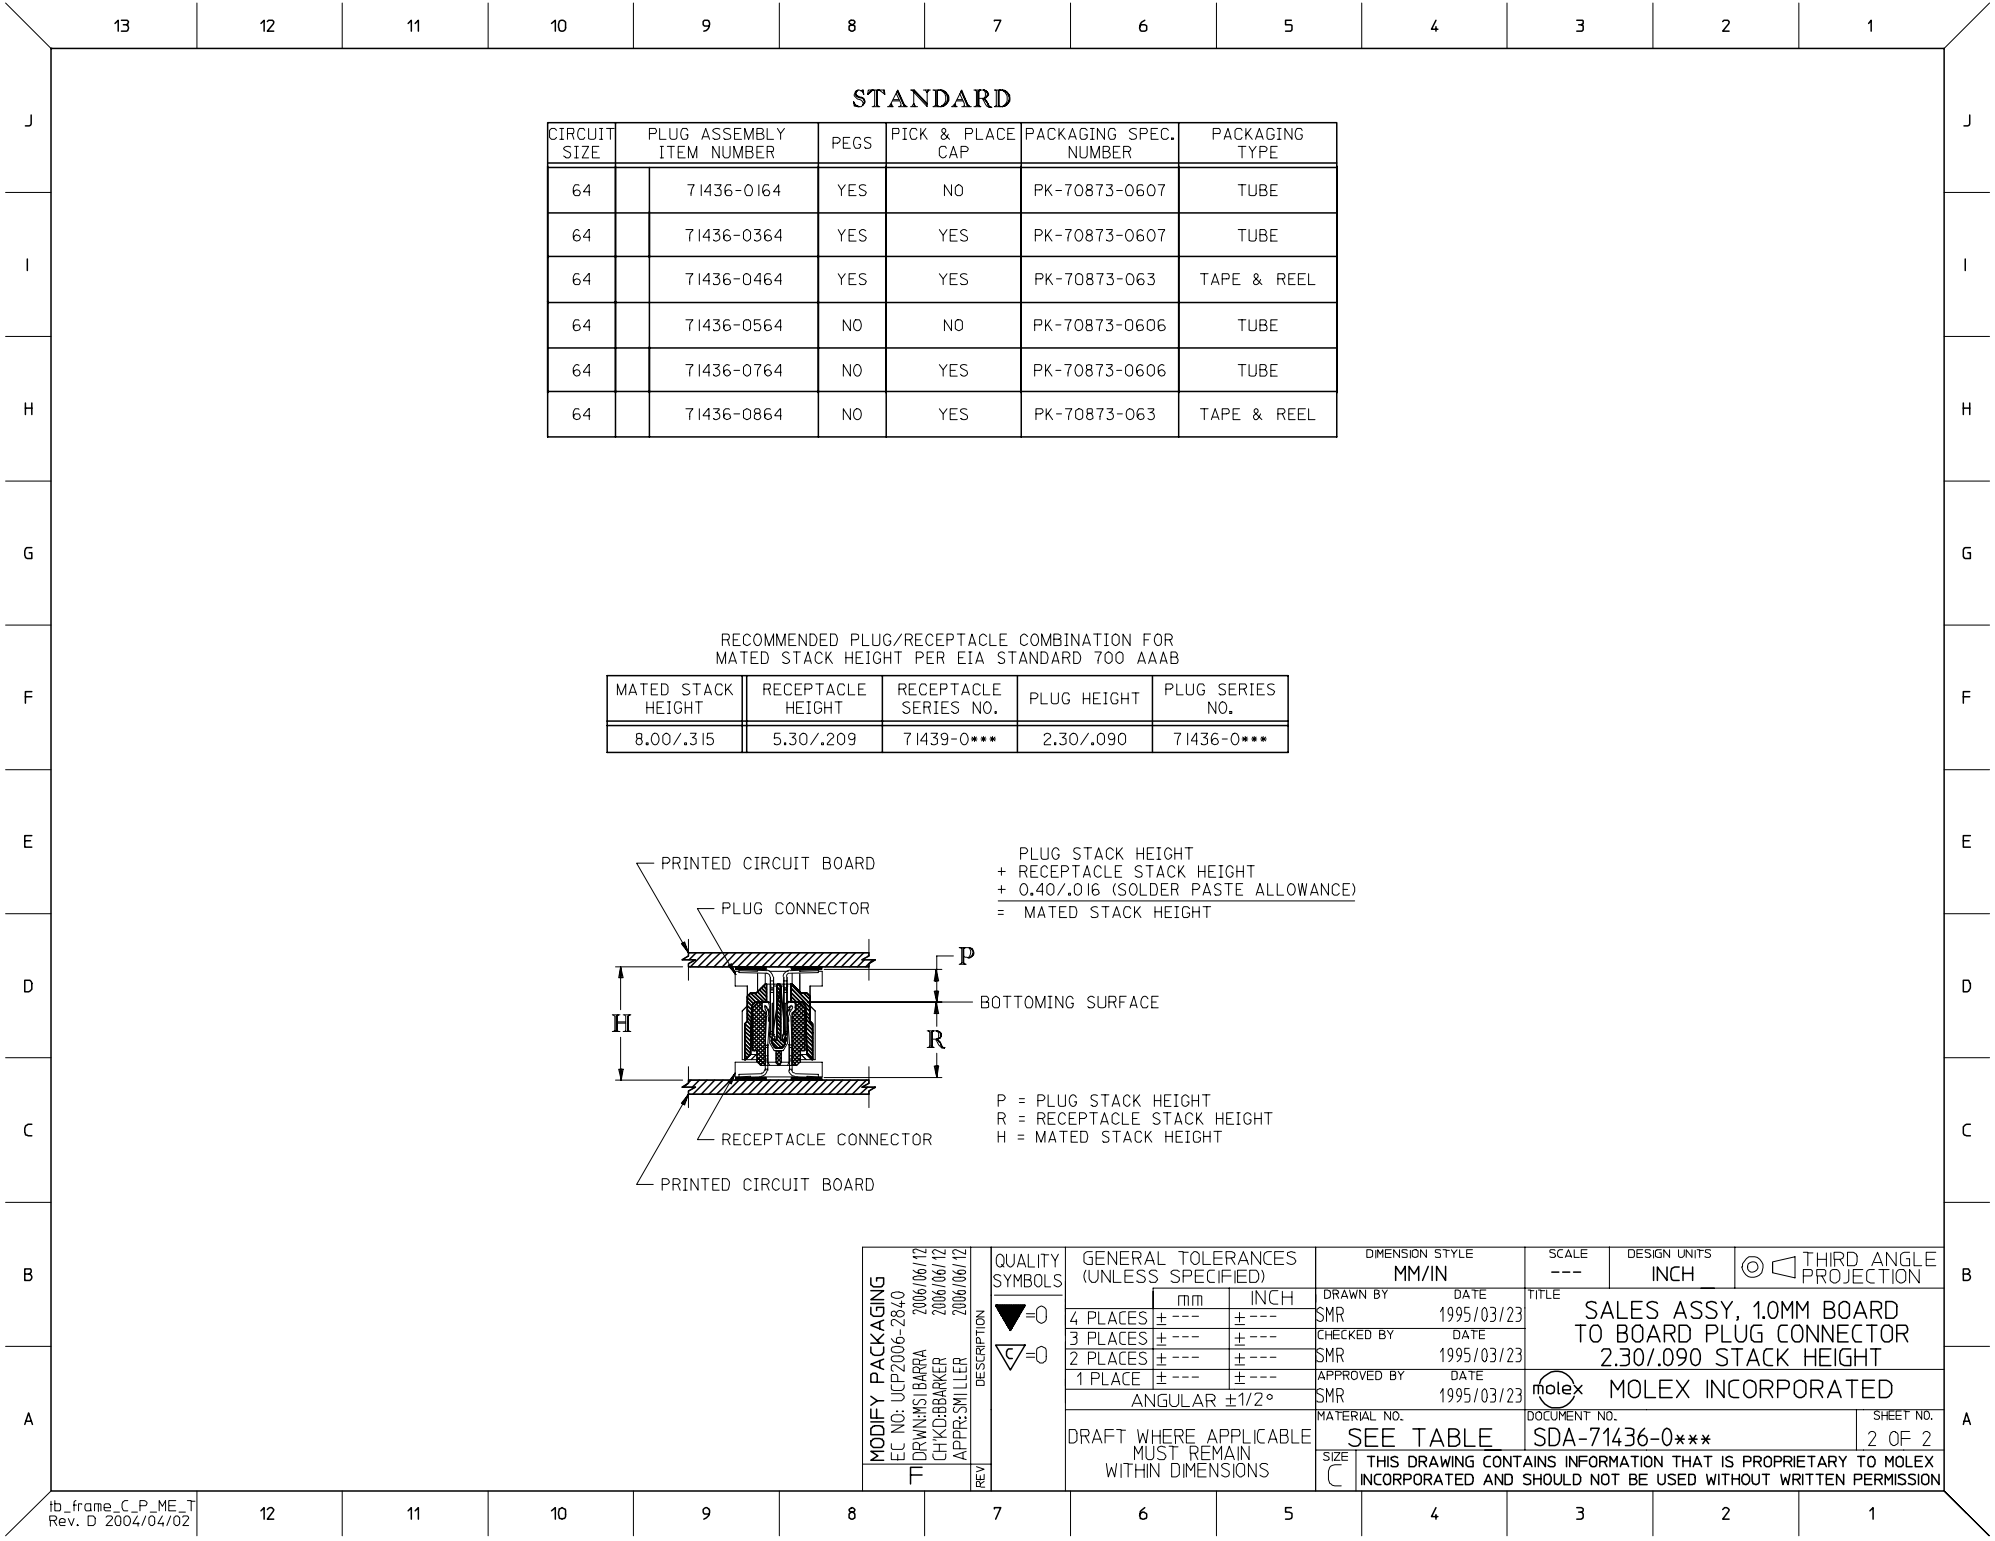 13 12 11 10 9 8 7 6 5 4 3 2 1
J J
I I
H H
G G
F F
E E
D D
C C
B B
A A
STANDARD
CIRCUIT SIZE PLUG ASSEMBLY ITEM NUMBER PEGS PICK & PLACE CAP PACKAGING SPEC. NUMBER PACKAGING TYPE
64 71436-0164 YES NO PK-70873-0607 TUBE
64 71436-0364 YES YES PK-70873-0607 TUBE
64 71436-0464 YES YES PK-70873-063 TAPE & REEL
64 71436-0564 NO NO PK-70873-0606 TUBE
64 71436-0764 NO YES PK-70873-0606 TUBE
64 71436-0864 NO YES PK-70873-063 TAPE & REEL
RECOMMENDED PLUG/RECEPTACLE COMBINATION FOR
MATED STACK HEIGHT PER EIA STANDARD 700 AAAB
MATED STACK HEIGHT RECEPTACLE HEIGHT RECEPTACLE SERIES NO. PLUG HEIGHT PLUG SERIES NO.
8.00/.315 5.30/.209 71439-0*** 2.30/.090 71436-0***
PRINTED CIRCUIT BOARD
PLUG CONNECTOR
PLUG STACK HEIGHT
+ RECEPTACLE STACK HEIGHT
+ 0.40/.016 (SOLDER PASTE ALLOWANCE)
= MATED STACK HEIGHT
P
BOTTOMING SURFACE
H
R
P = PLUG STACK HEIGHT
R = RECEPTACLE STACK HEIGHT
H = MATED STACK HEIGHT
RECEPTACLE CONNECTOR
PRINTED CIRCUIT BOARD
MODIFY PACKAGING
EC NO: UCP2006-2840
DRWN:MSIBARRA 2006/06/12
CH'KD:BBARKER 2006/06/12
APPR:SMILLER 2006/06/12
F
DESCRIPTION
REV
QUALITY
SYMBOLS
=0
C =0
GENERAL TOLERANCES
(UNLESS SPECIFIED)
mm INCH
4 PLACES ±--- ±---
3 PLACES ±--- ±---
2 PLACES ±--- ±---
1 PLACE ±--- ±---
ANGULAR ±1/2°
DRAFT WHERE APPLICABLE
MUST REMAIN
WITHIN DIMENSIONS
DIMENSION STYLE
MM/IN
SCALE
---
DESIGN UNITS
INCH
THIRD ANGLE
PROJECTION
DRAWN BY DATE
SMR 1995/03/23
CHECKED BY DATE
SMR 1995/03/23
APPROVED BY DATE
SMR 1995/03/23
TITLE
SALES ASSY, 1.0MM BOARD
TO BOARD PLUG CONNECTOR
2.30/.090 STACK HEIGHT
molex MOLEX INCORPORATED
MATERIAL NO.
SEE TABLE
DOCUMENT NO.
SDA-71436-0***
SHEET NO.
2 OF 2
SIZE
C
THIS DRAWING CONTAINS INFORMATION THAT IS PROPRIETARY TO MOLEX
INCORPORATED AND SHOULD NOT BE USED WITHOUT WRITTEN PERMISSION
tb_frame_C_P_ME_T
Rev. D 2004/04/02
12 11 10 9 8 7 6 5 4 3 2 1